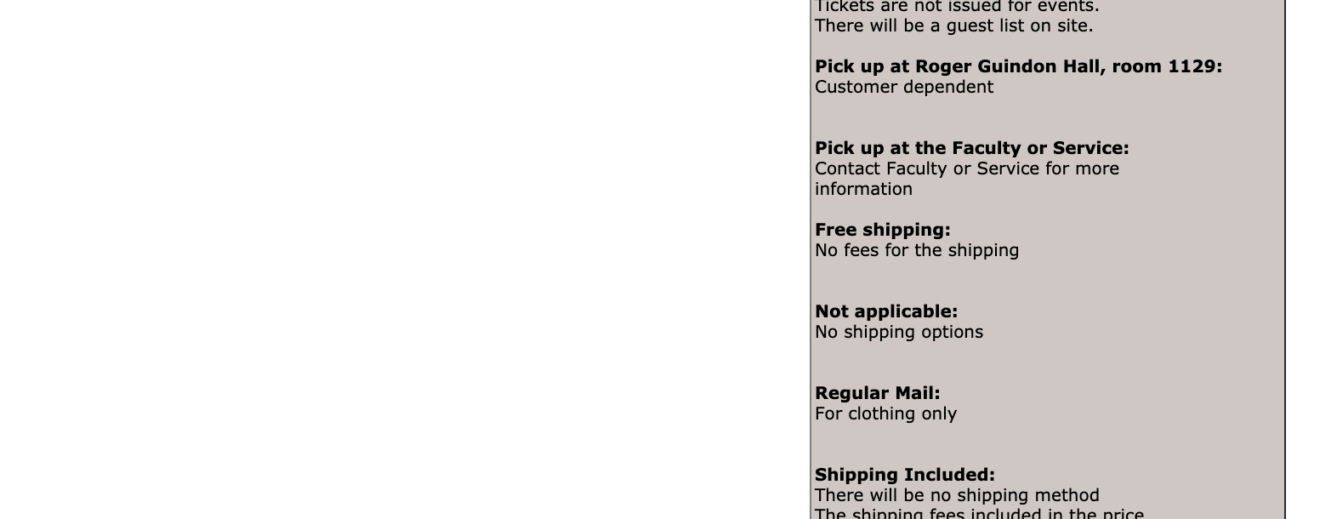 Tickets are not issued for events.
There will be a guest list on site.
Pick up at Roger Guindon Hall, room 1129:
Customer dependent
Pick up at the Faculty or Service:
Contact Faculty or Service for more
information
Free shipping:
No fees for the shipping
Not applicable:
No shipping options
Regular Mail:
For clothing only
Shipping Included:
There will be no shipping method
The shipping fees included in the price